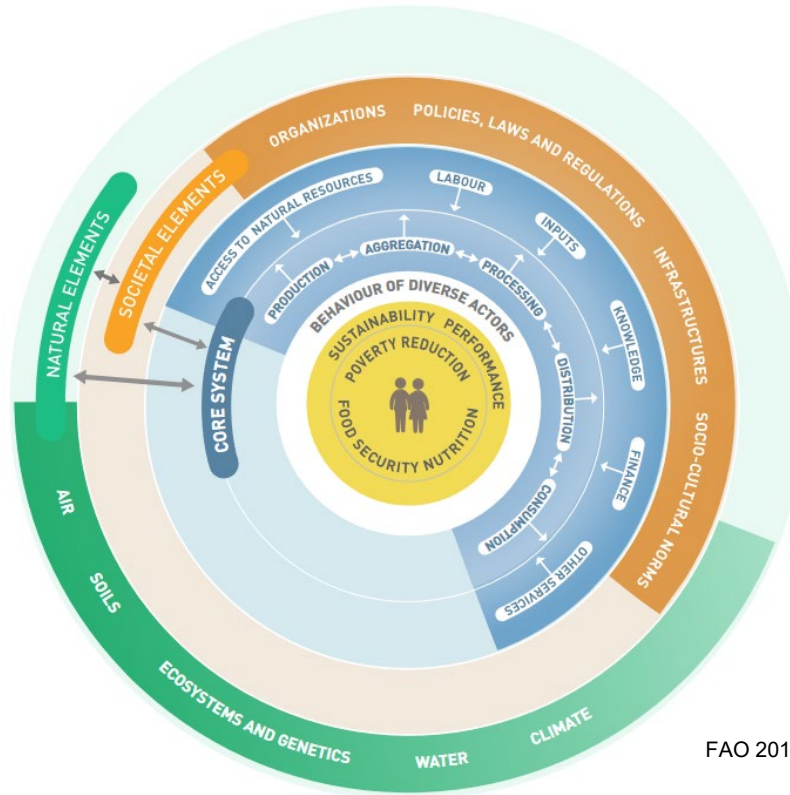 NATURAL ELEMENTS
SOCIETAL ELEMENTS
CORE SYSTEM
ORGANIZATIONS
POLICIES, LAWS AND REGULATIONS
INFRASTRUCTURES
SOCIO-CULTURAL NORMS
ACCESS TO NATURAL RESOURCES
LABOUR
INPUTS
KNOWLEDGE
FINANCE
OTHER SERVICES
PRODUCTION
AGGREGATION
PROCESSING
DISTRIBUTION
CONSUMPTION
BEHAVIOUR OF DIVERSE ACTORS
SUSTAINABILITY PERFORMANCE
POVERTY REDUCTION
FOOD SECURITY NUTRITION
AIR
SOILS
ECOSYSTEMS AND GENETICS
WATER
CLIMATE
FAO 201